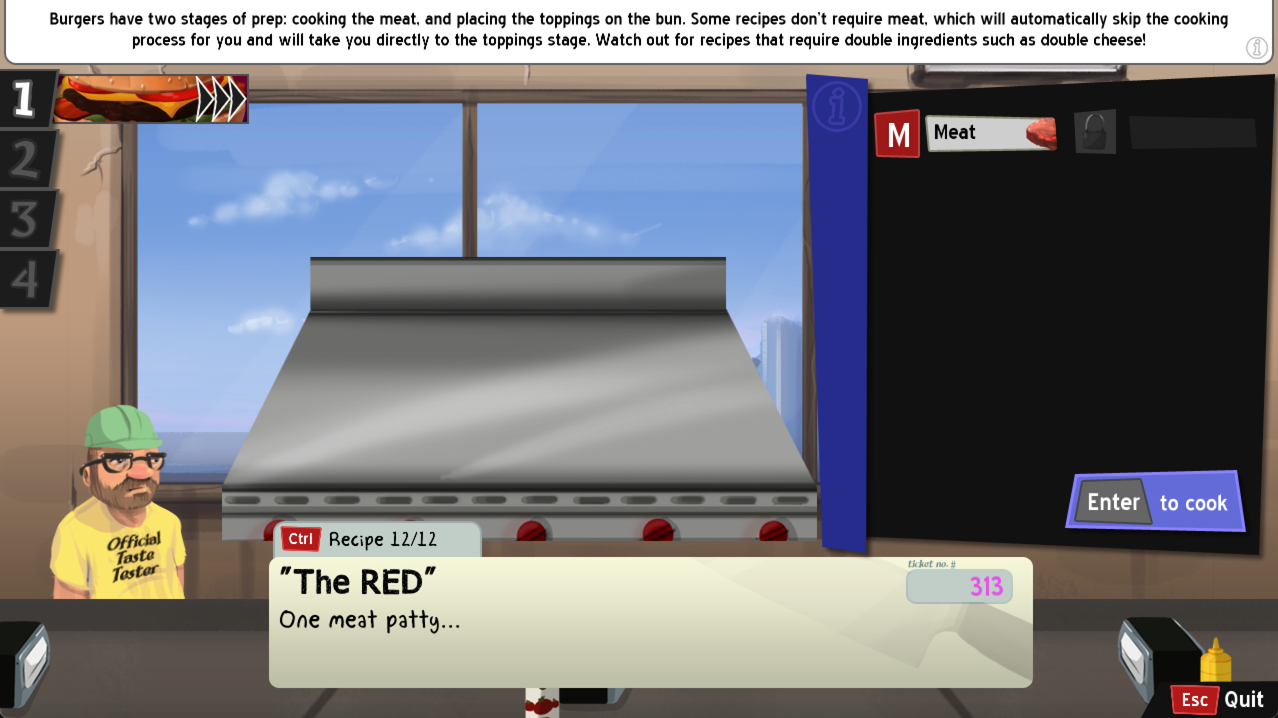 Burgers have two stages of prep: cooking the meat, and placing the toppings on the bun. Some recipes don't require meat, which will automatically skip the cooking
process for you and will take you directly to the toppings stage. Watch out for recipes that require double ingredients such as double cheese!
1
2
3
4
M Meat
Enter to cook
Official
Taste
Tester
Ctrl Recipe 12/12
"The RED"
ticket no. #
313
One meat patty...
Esc Quit